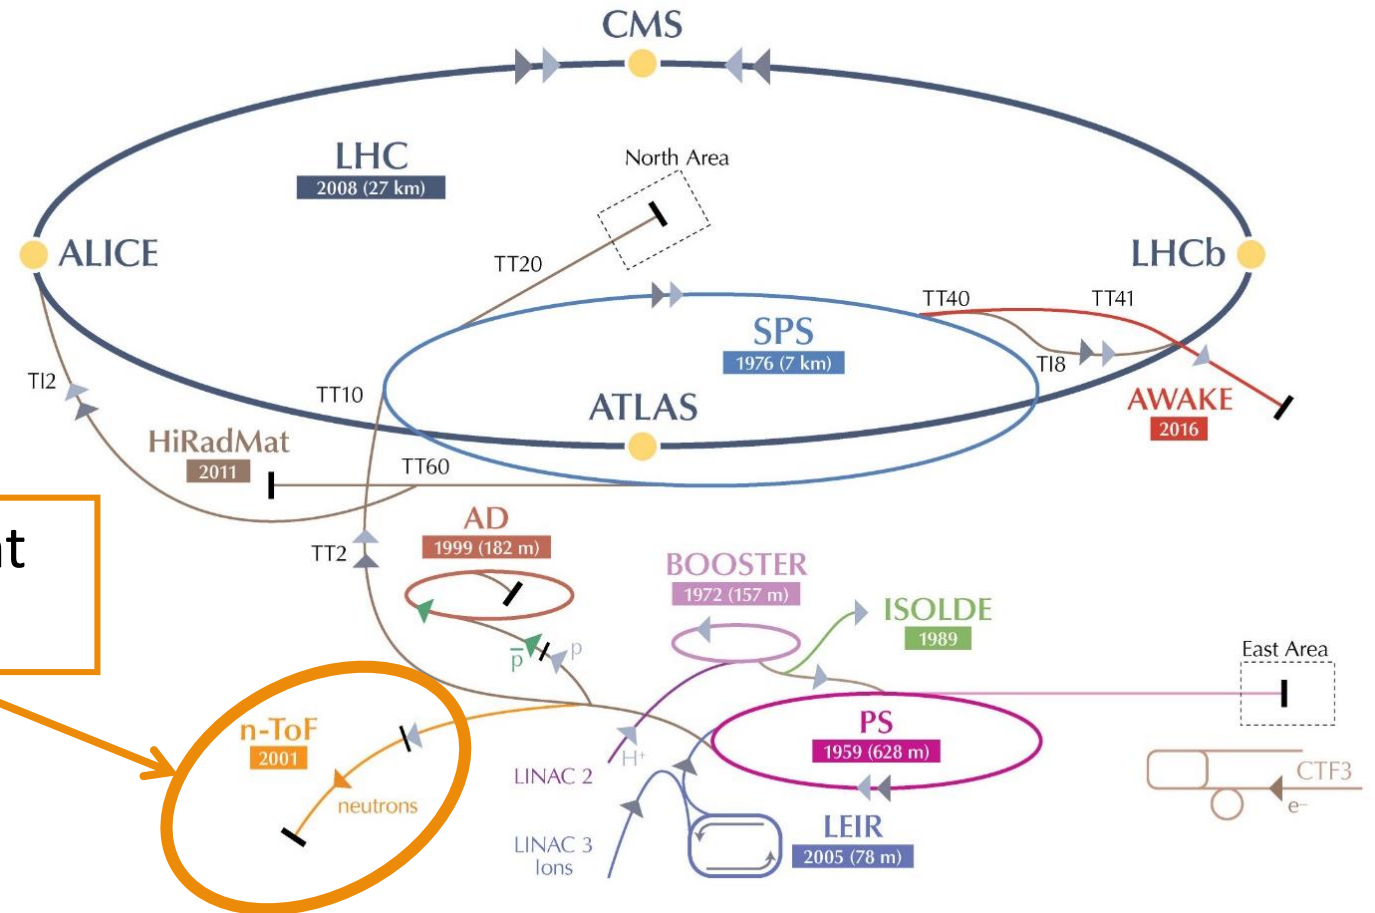 CMS
LHC
2008 (27 km)
North Area
ALICE
LHCb
TT20
TT40
TT41
SPS
1976 (7 km)
TI8
TI2
TT10
ATLAS
AWAKE
2016
HiRadMat
2011
TT60
AD
1999 (182 m)
TT2
BOOSTER
1972 (157 m)
ISOLDE
1989
p̅
p
East Area
n-ToF
2001
PS
1959 (628 m)
H+
LINAC 2
neutrons
CTF3
e–
LINAC 3
Ions
LEIR
2005 (78 m)